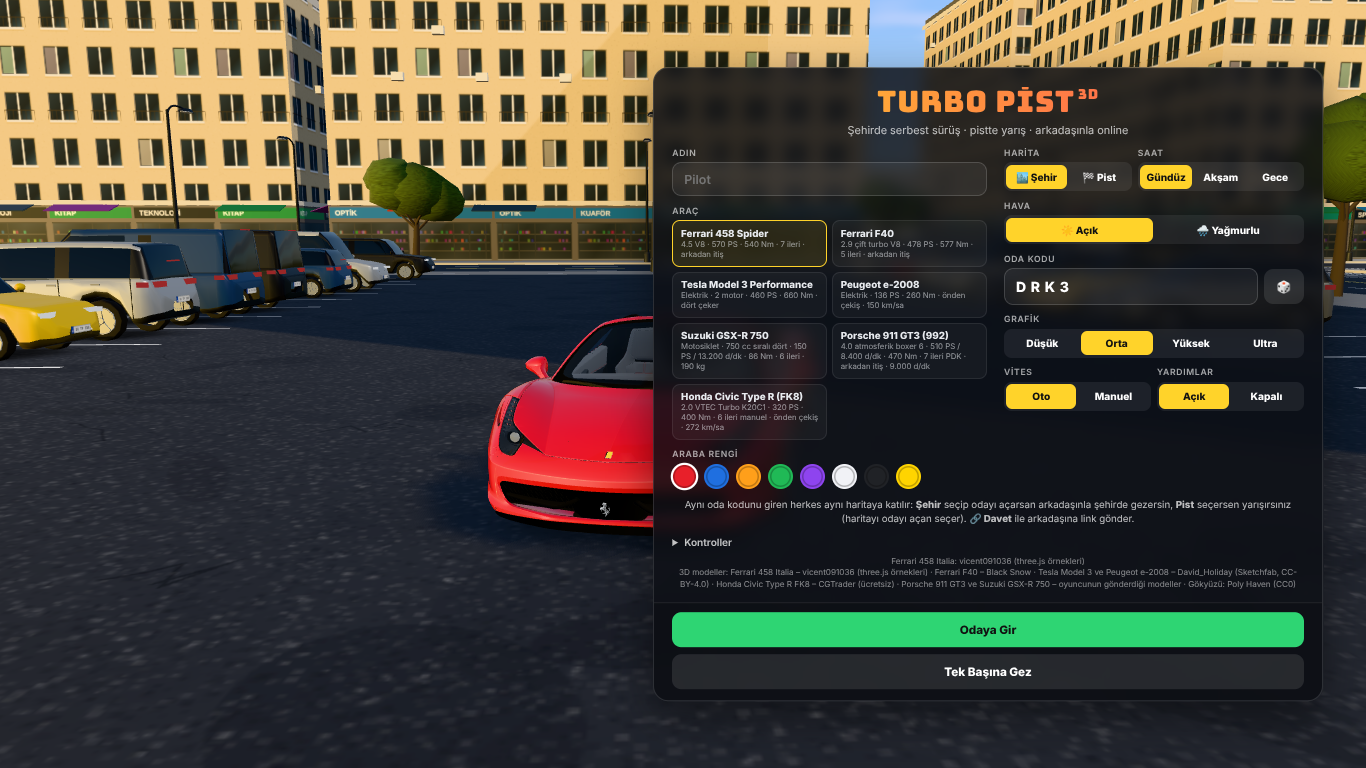 KİTAP
TEKNOLOJİ
KİTAP
OPTİK
OPTİK
KUAFÖR
TURBO PİST 3D
Şehirde serbest sürüş · pistte yarış · arkadaşınla online
ADIN
Pilot
ARAÇ
Ferrari 458 Spider
4.5 V8 · 570 PS · 540 Nm · 7 ileri ·
arkadan itiş
Ferrari F40
2.9 çift turbo V8 · 478 PS · 577 Nm ·
5 ileri · arkadan itiş
Tesla Model 3 Performance
Elektrik · 2 motor · 460 PS · 660 Nm ·
dört çeker
Peugeot e-2008
Elektrik · 136 PS · 260 Nm · önden
çekiş · 150 km/sa
Suzuki GSX-R 750
Motosiklet · 750 cc sıralı dört · 150
PS / 13.200 d/dk · 86 Nm · 6 ileri ·
190 kg
Porsche 911 GT3 (992)
4.0 atmosferik boxer 6 · 510 PS /
8.400 d/dk · 470 Nm · 7 ileri PDK ·
arkadan itiş · 9.000 d/dk
Honda Civic Type R (FK8)
2.0 VTEC Turbo K20C1 · 320 PS ·
400 Nm · 6 ileri manuel · önden çekiş
· 272 km/sa
HARİTA
Şehir
Pist
SAAT
Gündüz
Akşam
Gece
HAVA
Açık
Yağmurlu
ODA KODU
DRK3
GRAFİK
Düşük
Orta
Yüksek
Ultra
VİTES
Oto
Manuel
YARDIMLAR
Açık
Kapalı
ARABA RENGİ
Aynı oda kodunu giren herkes aynı haritaya katılır: Şehir seçip odayı açarsan arkadaşınla şehirde gezersin, Pist seçersen yarışırsınız
(haritayı odayı açan seçer). 🔗 Davet ile arkadaşına link gönder.
▶ Kontroller
Ferrari 458 Italia: vicent091036 (three.js örnekleri)
3D modeller: Ferrari 458 Italia – vicent091036 (three.js örnekleri) · Ferrari F40 – Black Snow · Tesla Model 3 ve Peugeot e-2008 – David_Holiday (Sketchfab, CC-
BY-4.0) · Honda Civic Type R FK8 – CGTrader (ücretsiz) · Porsche 911 GT3 ve Suzuki GSX-R 750 – oyuncunun gönderdiği modeller · Gökyüzü: Poly Haven (CC0)
Odaya Gir
Tek Başına Gez